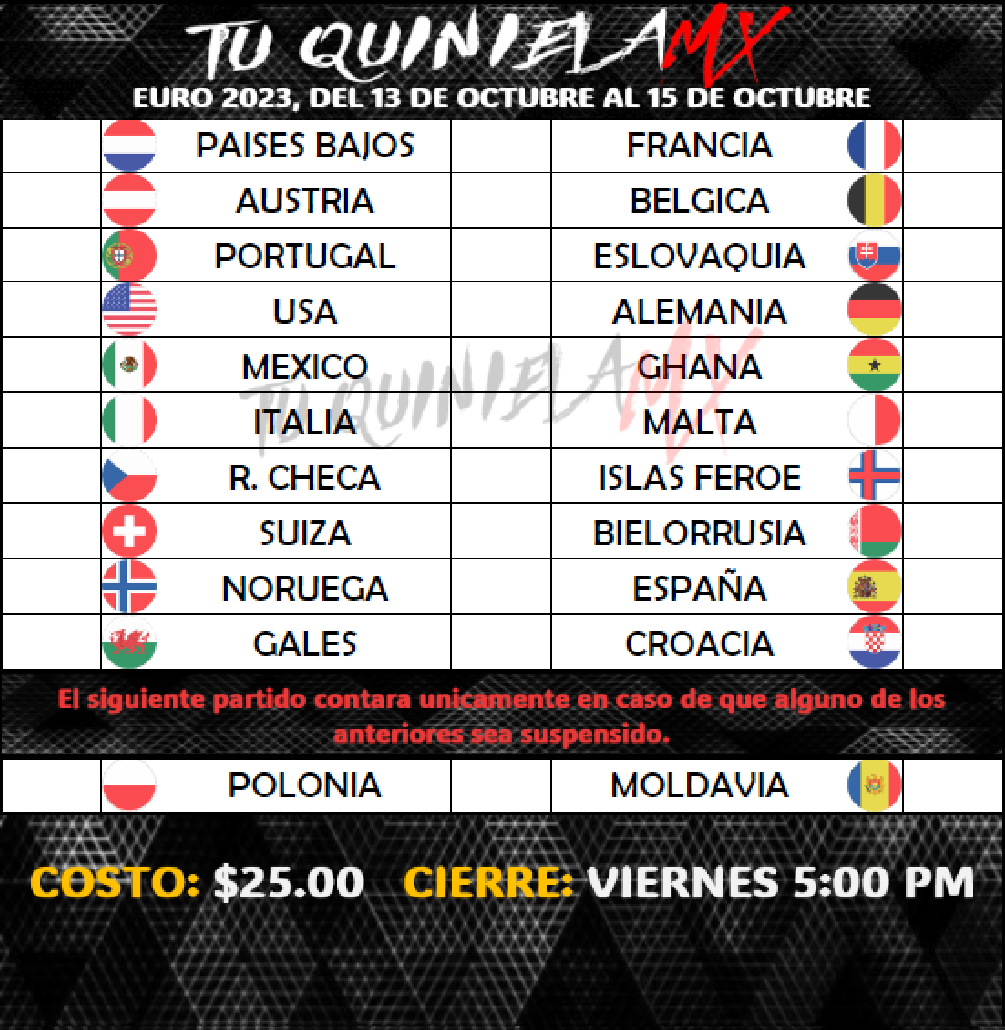 TU QUINIELAMX
EURO 2023, DEL 13 DE OCTUBRE AL 15 DE OCTUBRE
PAISES BAJOS FRANCIA
AUSTRIA BELGICA
PORTUGAL ESLOVAQUIA
USA ALEMANIA
MEXICO GHANA
TU QUINIELAMX
ITALIA MALTA
R. CHECA ISLAS FEROE
SUIZA BIELORRUSIA
NORUEGA ESPAÑA
GALES CROACIA
El siguiente partido contara unicamente en caso de que alguno de los
anteriores sea suspensido.
POLONIA MOLDAVIA
COSTO: $25.00 CIERRE: VIERNES 5:00 PM